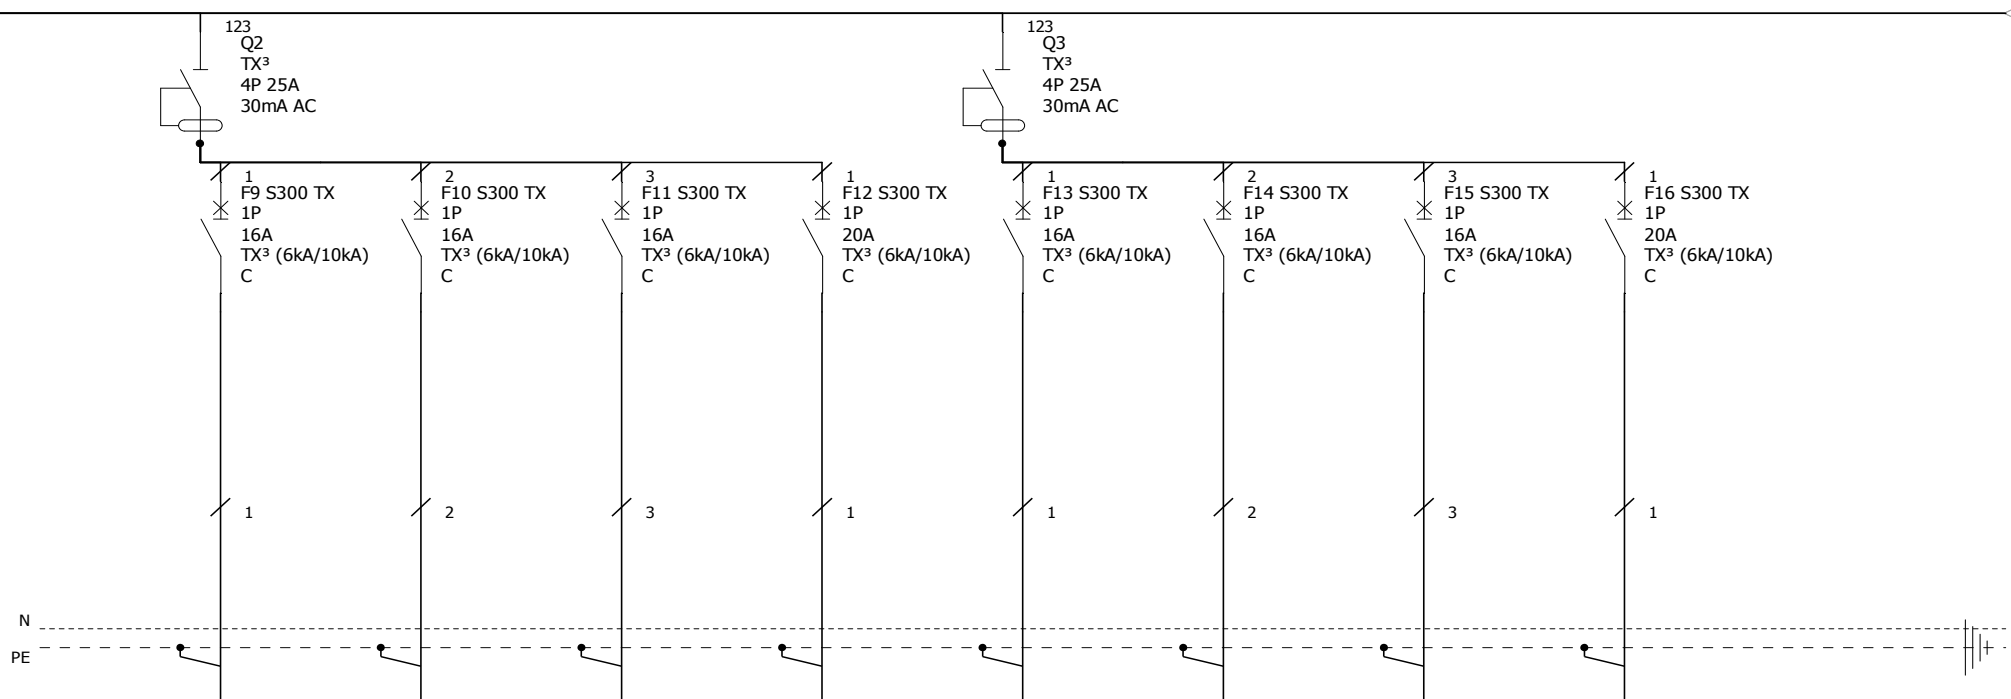 123
Q2
TX³
4P 25A
30mA AC
123
Q3
TX³
4P 25A
30mA AC
1
F9 S300 TX
1P
16A
TX³ (6kA/10kA)
C
2
F10 S300 TX
1P
16A
TX³ (6kA/10kA)
C
3
F11 S300 TX
1P
16A
TX³ (6kA/10kA)
C
1
F12 S300 TX
1P
20A
TX³ (6kA/10kA)
C
1
F13 S300 TX
1P
16A
TX³ (6kA/10kA)
C
2
F14 S300 TX
1P
16A
TX³ (6kA/10kA)
C
3
F15 S300 TX
1P
16A
TX³ (6kA/10kA)
C
1
F16 S300 TX
1P
20A
TX³ (6kA/10kA)
C
1
2
3
1
1
2
3
1
N
PE